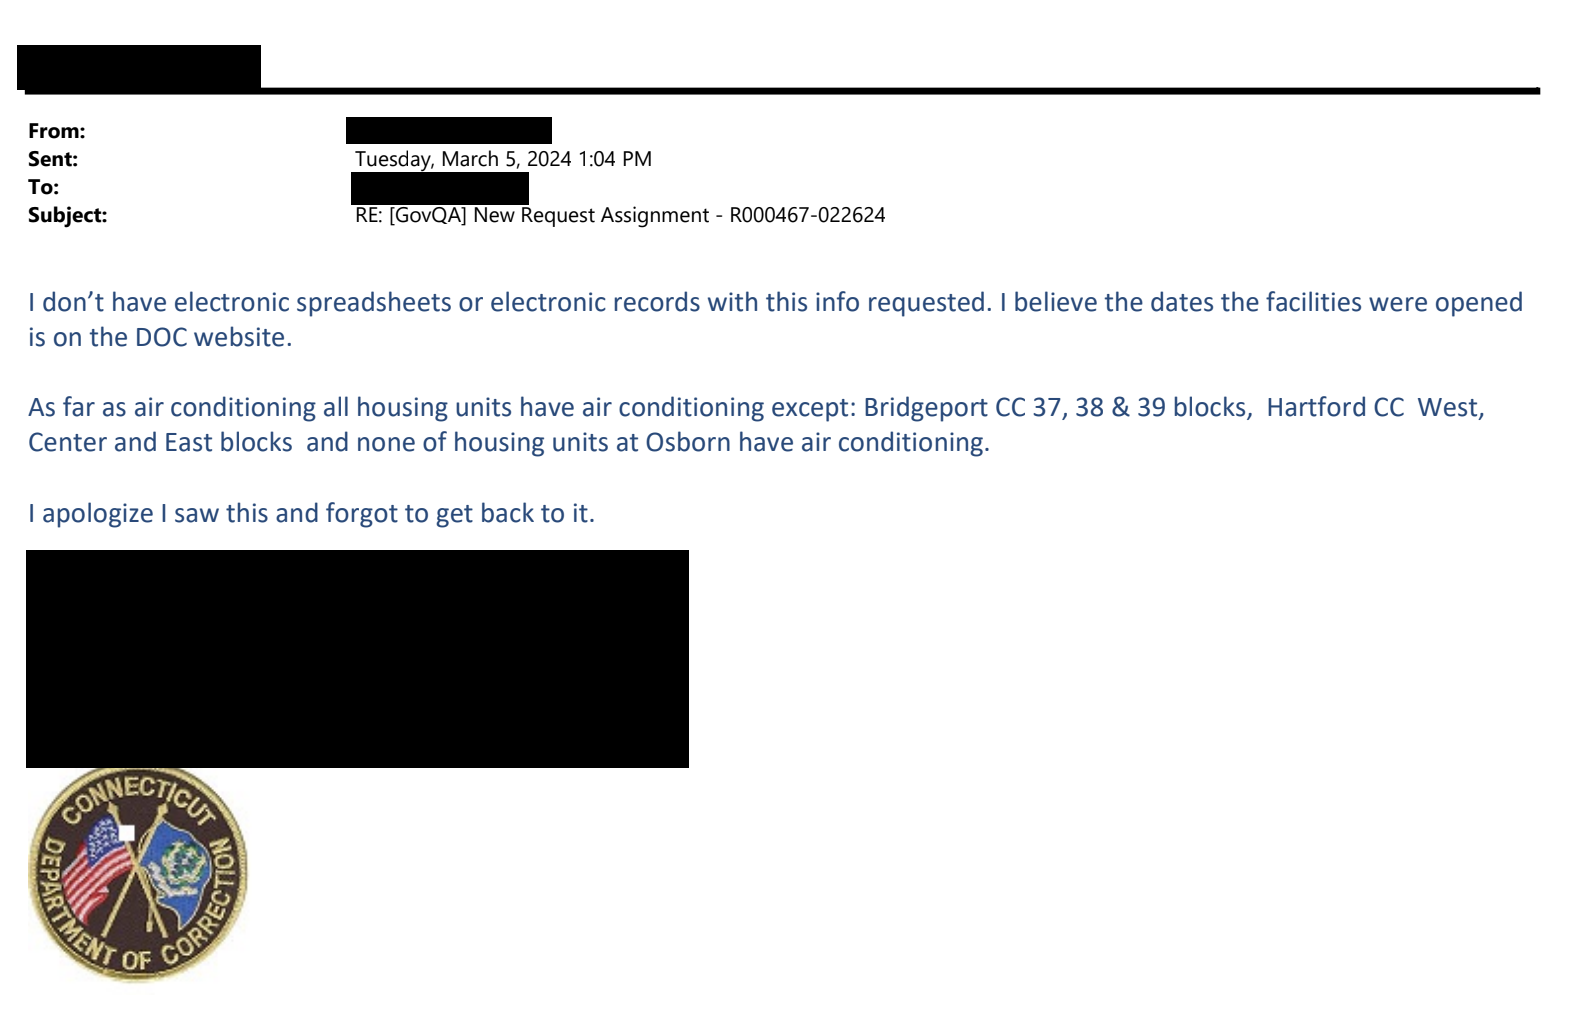 From:
Sent: Tuesday, March 5, 2024 1:04 PM
To:
Subject: RE: [GovQA] New Request Assignment - R000467-022624
I don’t have electronic spreadsheets or electronic records with this info requested. I believe the dates the facilities were opened
is on the DOC website.
As far as air conditioning all housing units have air conditioning except: Bridgeport CC 37, 38 & 39 blocks,  Hartford CC  West,
Center and East blocks  and none of housing units at Osborn have air conditioning.
I apologize I saw this and forgot to get back to it.
CONNECTICUT
DEPARTMENT OF CORRECTION